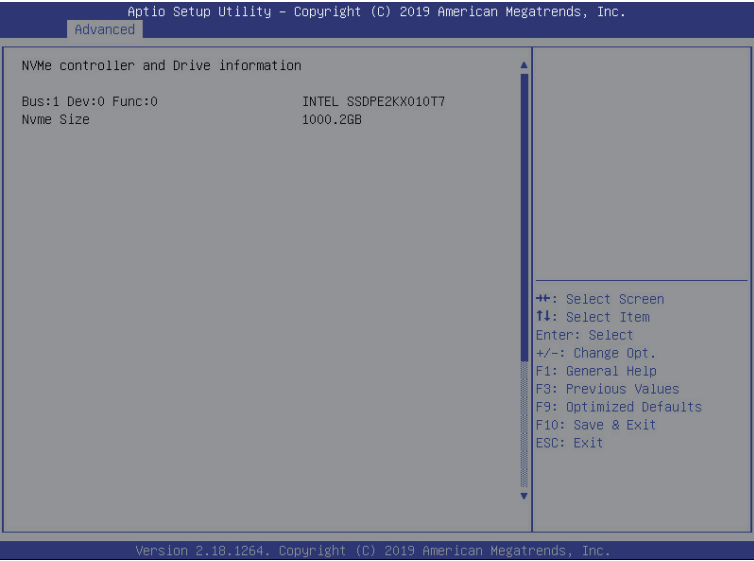 Aptio Setup Utility – Copyright (C) 2019 American Megatrends, Inc.
Advanced
NVMe controller and Drive information
Bus:1 Dev:0 Func:0 INTEL SSDPE2KX010T7
Nvme Size 1000.2GB
→←: Select Screen
↑↓: Select Item
Enter: Select
+/-: Change Opt.
F1: General Help
F3: Previous Values
F9: Optimized Defaults
F10: Save & Exit
ESC: Exit
Version 2.18.1264. Copyright (C) 2019 American Megatrends, Inc.